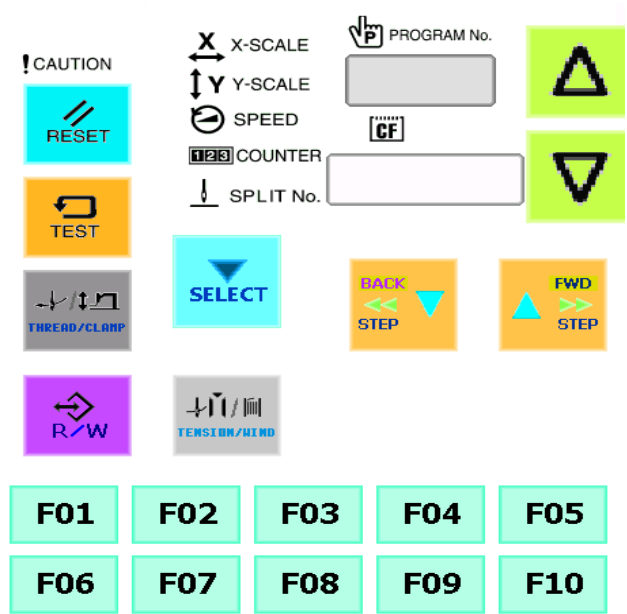 !CAUTION
X X-SCALE
P PROGRAM No.
Y Y-SCALE
RESET
SPEED
CF
123 COUNTER
SPLIT No.
TEST
SELECT
BACK
STEP
FWD
STEP
THREAD/CLAMP
R/W
TENSION/WIND
F01 F02 F03 F04 F05
F06 F07 F08 F09 F10